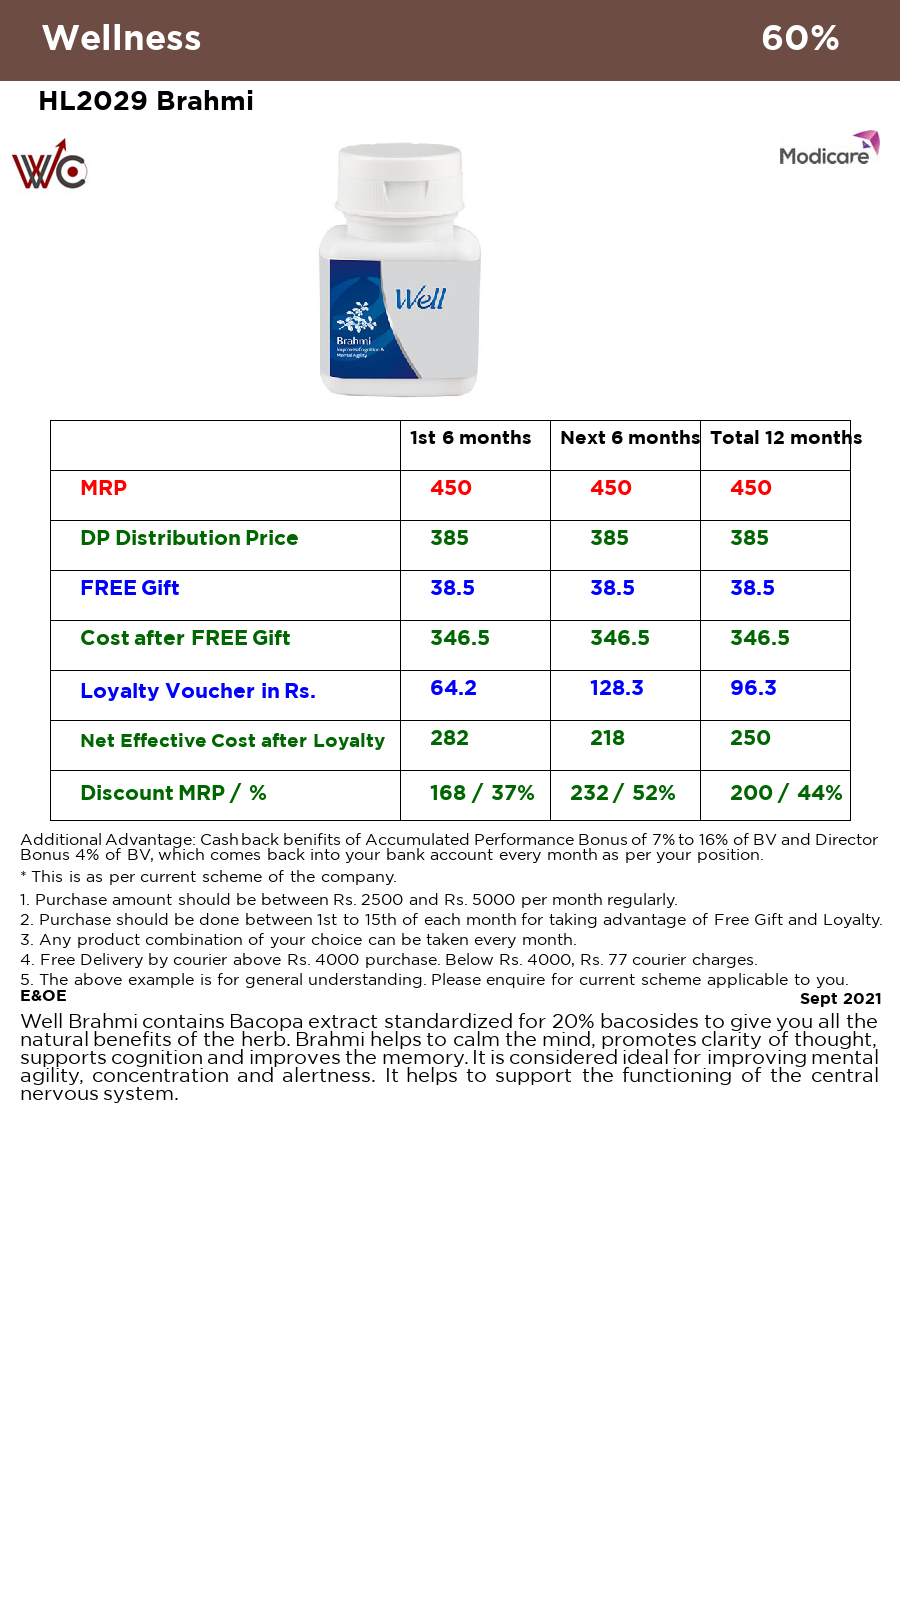 Wellness 60%
HL2029 Brahmi
WC
Modicare
Well
Brahmi
Improves Cognition &
Mental Agility
1st 6 months Next 6 months Total 12 months
MRP 450 450 450
DP Distribution Price 385 385 385
FREE Gift 38.5 38.5 38.5
Cost after FREE Gift 346.5 346.5 346.5
Loyalty Voucher in Rs. 64.2 128.3 96.3
Net Effective Cost after Loyalty 282 218 250
Discount MRP / % 168 / 37% 232 / 52% 200 / 44%
Additional Advantage: Cashback benifits of Accumulated Performance Bonus of 7% to 16% of BV and Director
Bonus 4% of BV, which comes back into your bank account every month as per your position.
* This is as per current scheme of the company.
1. Purchase amount should be between Rs. 2500 and Rs. 5000 per month regularly.
2. Purchase should be done between 1st to 15th of each month for taking advantage of Free Gift and Loyalty.
3. Any product combination of your choice can be taken every month.
4. Free Delivery by courier above Rs. 4000 purchase. Below Rs. 4000, Rs. 77 courier charges.
5. The above example is for general understanding. Please enquire for current scheme applicable to you.
E&OE Sept 2021
Well Brahmi contains Bacopa extract standardized for 20% bacosides to give you all the
natural benefits of the herb. Brahmi helps to calm the mind, promotes clarity of thought,
supports cognition and improves the memory. It is considered ideal for improving mental
agility, concentration and alertness. It helps to support the functioning of the central
nervous system.